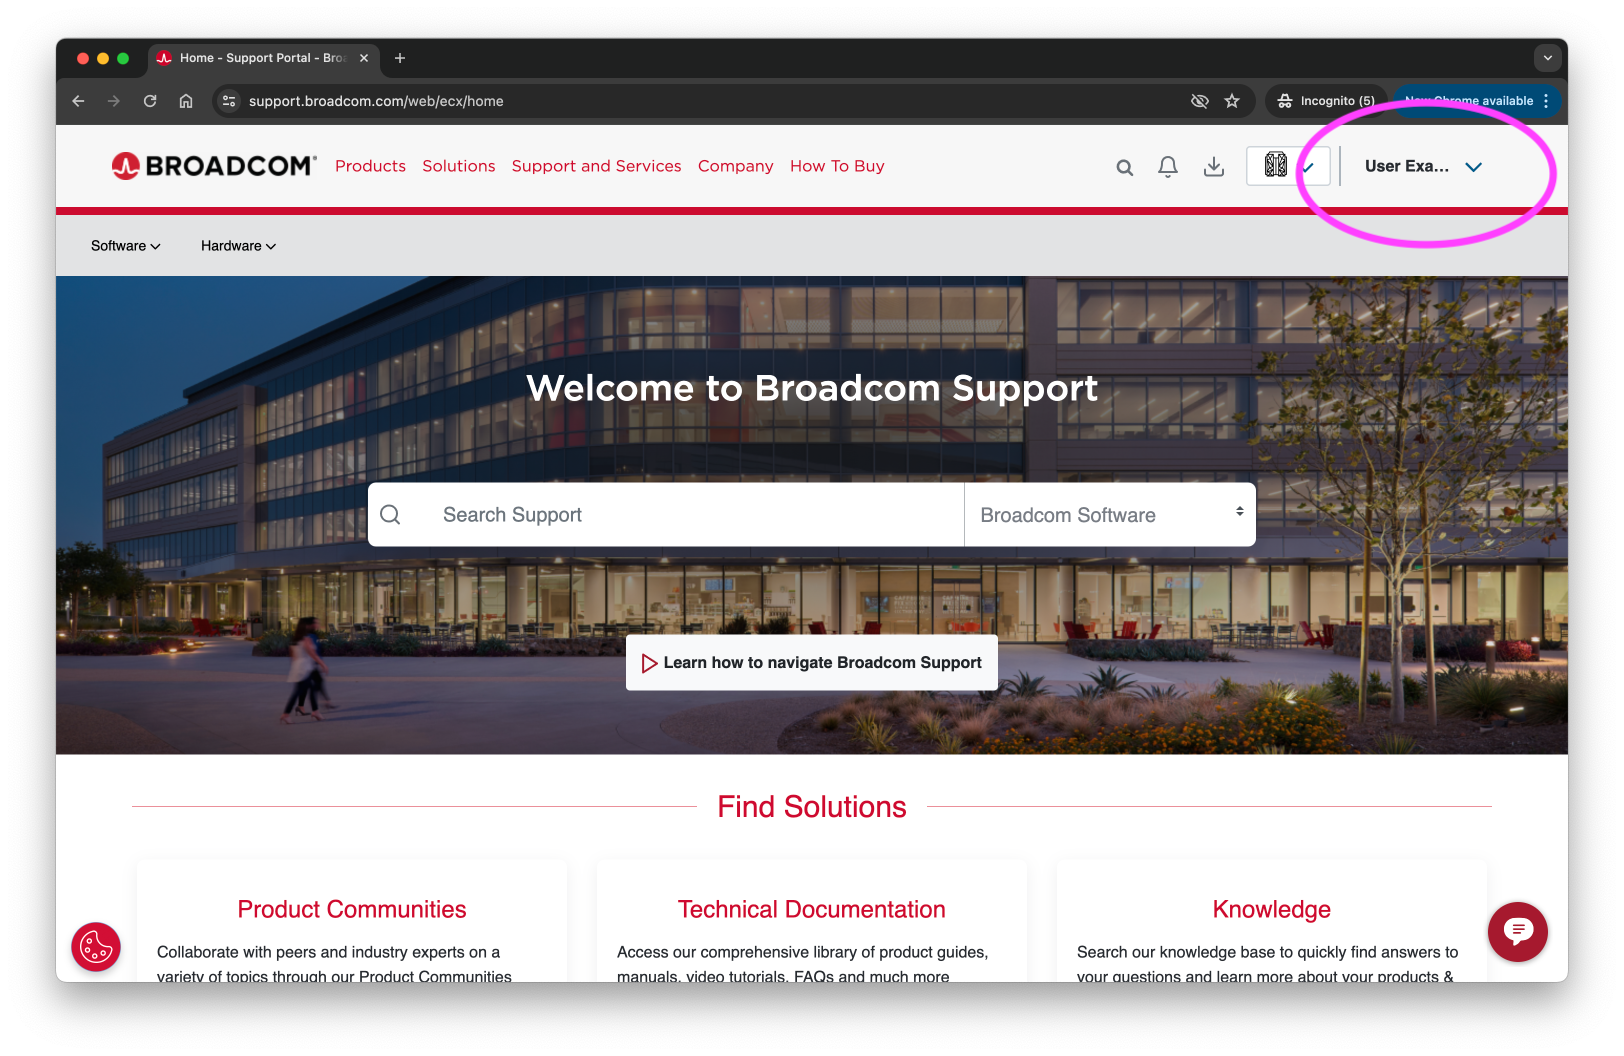 Home - Support Portal - Bro
support.broadcom.com/web/ecx/home
Incognito (5)
New Chrome available
BROADCOM
Products
Solutions
Support and Services
Company
How To Buy
User Exa...
Software
Hardware
Welcome to Broadcom Support
Search Support
Broadcom Software
Learn how to navigate Broadcom Support
Find Solutions
Product Communities
Collaborate with peers and industry experts on a
variety of topics through our Product Communities
Technical Documentation
Access our comprehensive library of product guides,
manuals, video tutorials, FAQs and much more
Knowledge
Search our knowledge base to quickly find answers to
your questions and learn more about your products &